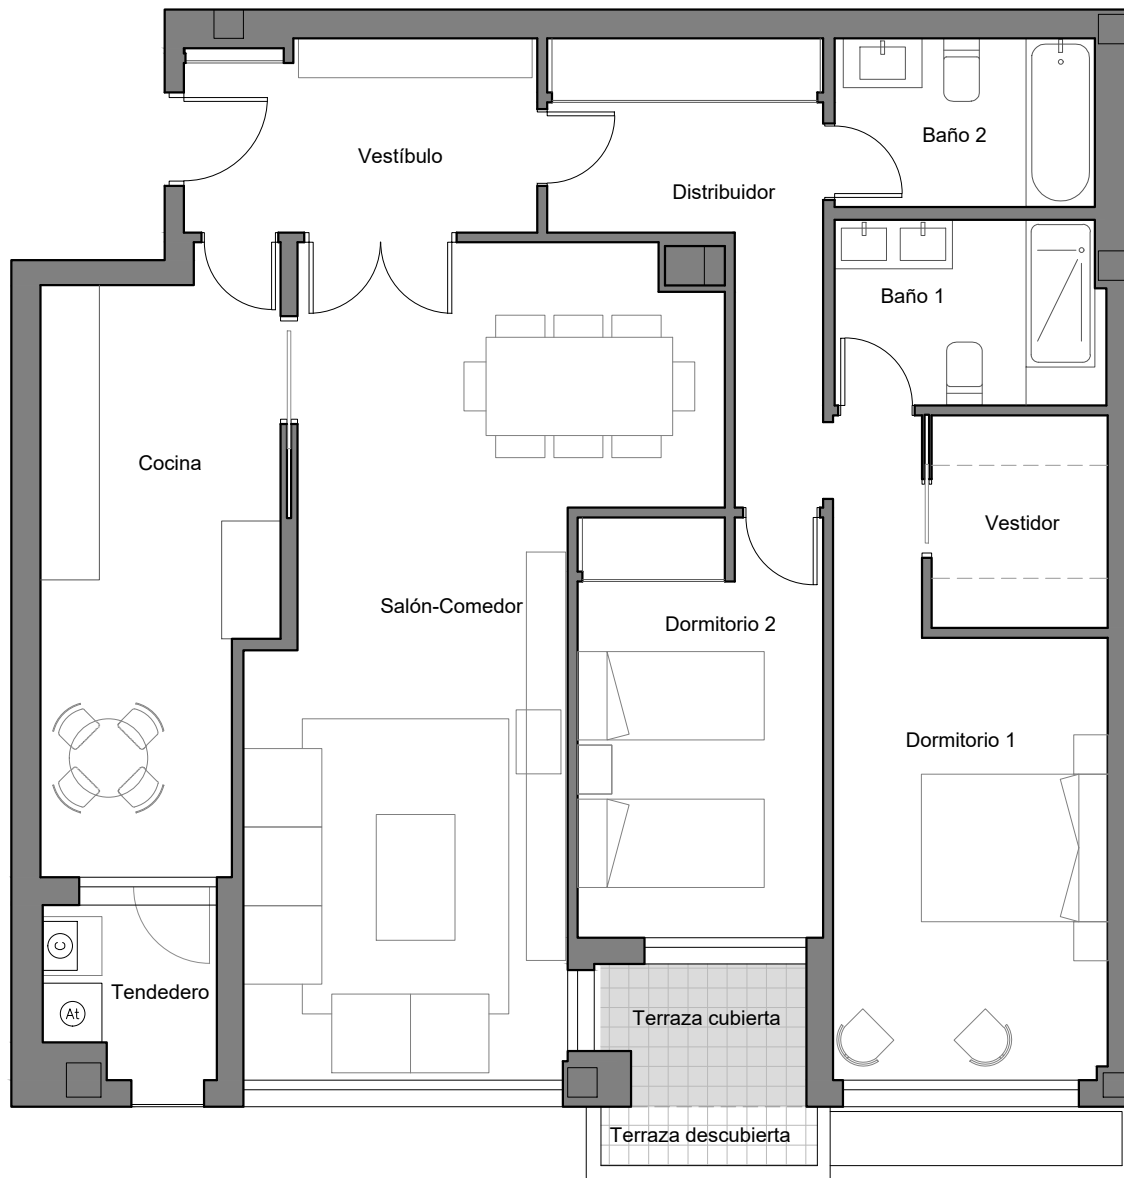 Baño 2
Vestíbulo
Distribuidor
Baño 1
Cocina
Vestidor
Salón-Comedor
Dormitorio 2
Dormitorio 1
C
Tendedero
At
Terraza cubierta
Terraza descubierta